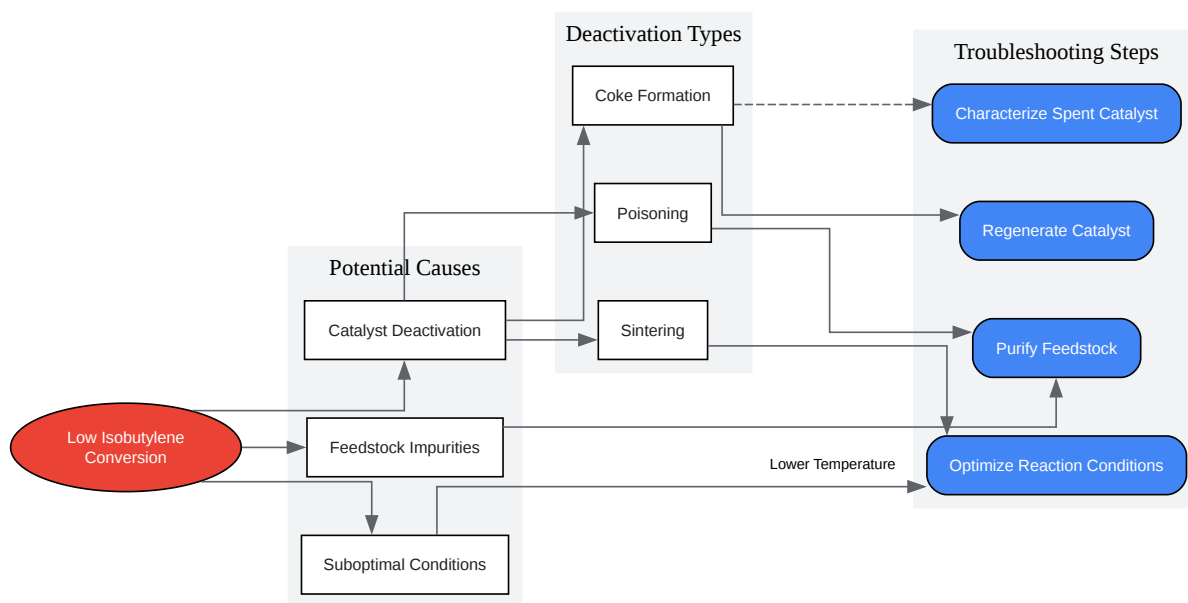 Deactivation Types
Troubleshooting Steps
Coke Formation
Characterize Spent Catalyst
Poisoning
Regenerate Catalyst
Potential Causes
Catalyst Deactivation
Sintering
Purify Feedstock
Low Isobutylene
Conversion
Feedstock Impurities
Lower Temperature
Optimize Reaction Conditions
Suboptimal Conditions